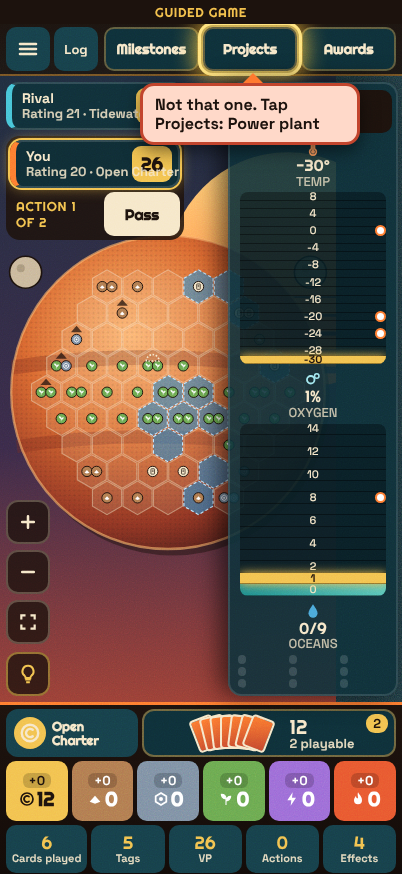 GUIDED GAME
Log
Milestones
Projects
Awards
Not that one. Tap
Projects: Power plant
Rival
Rating 21 · Tidewat
You
Rating 20 · Open Charter
26
ACTION 1
OF 2
Pass
-30°
TEMP
8
4
0
-4
-8
-12
-16
-20
-24
-28
-30
1%
OXYGEN
14
12
10
8
6
4
2
1
0
0/9
OCEANS
Open
Charter
12
2 playable
2
+0
12
+0
0
+0
0
+0
0
+0
0
+0
0
6
Cards played
5
Tags
26
VP
0
Actions
4
Effects